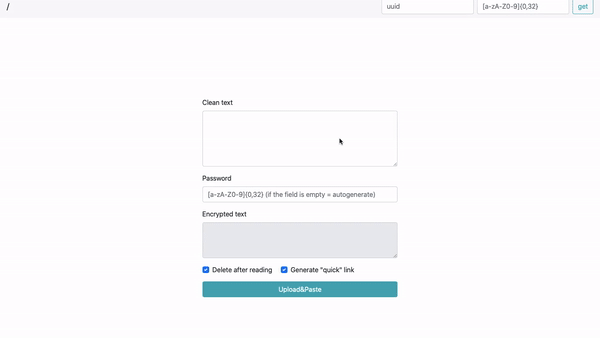 /
uuid
[a-zA-Z0-9]{0,32}
get
Clean text
Password
[a-zA-Z0-9]{0,32} (if the field is empty = autogenerate)
Encrypted text
Delete after reading
Generate "quick" link
Upload&Paste